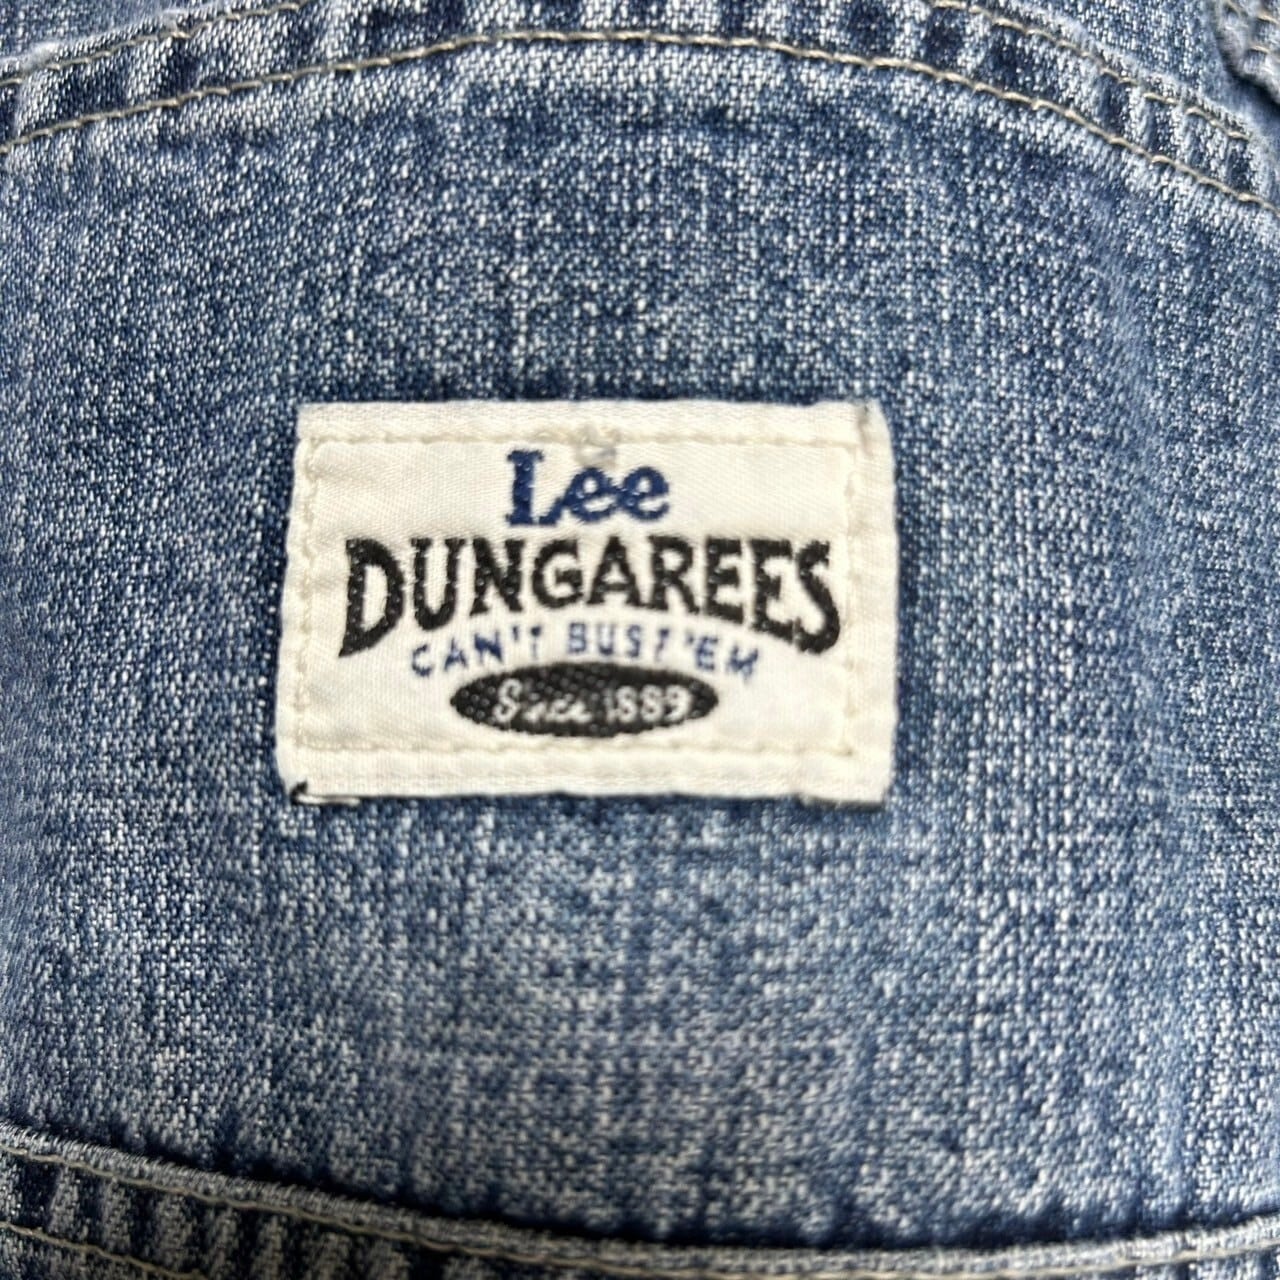 Lee
DUNGAREES
CAN'T BUST 'EM
Since 1889